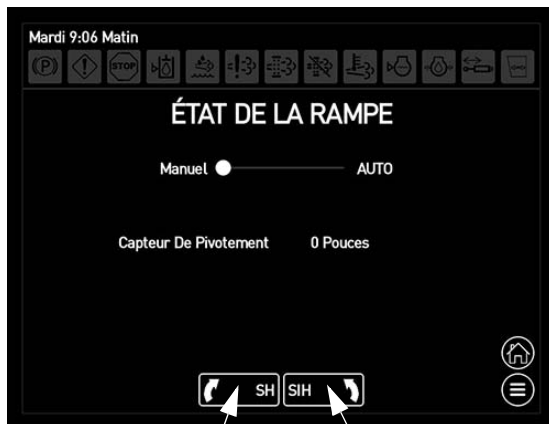 Mardi 9:06 Matin
(P) STOP
ÉTAT DE LA RAMPE
Manuel AUTO
Capteur De Pivotement 0 Pouces
SH SIH